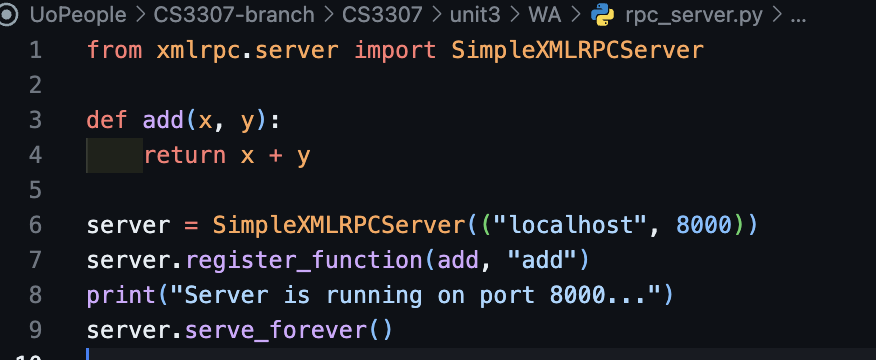 UoPeople > CS3307-branch > CS3307 > unit3 > WA > rpc_server.py > ...
1 from xmlrpc.server import SimpleXMLRPCServer
2
3 def add(x, y):
4     return x + y
5
6 server = SimpleXMLRPCServer(("localhost", 8000))
7 server.register_function(add, "add")
8 print("Server is running on port 8000...")
9 server.serve_forever()
10